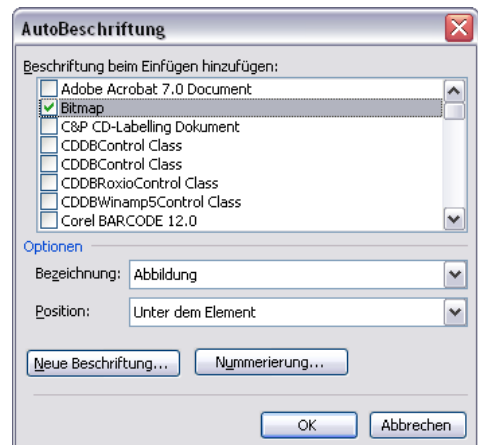 AutoBeschriftung
Beschriftung beim Einfügen hinzufügen:
Adobe Acrobat 7.0 Document
Bitmap
C&P CD-Labelling Dokument
CDDBControl Class
CDDBControl Class
CDDBRoxioControl Class
CDDBWinamp5Control Class
Corel BARCODE 12.0
Optionen
Bezeichnung: Abbildung
Position: Unter dem Element
Neue Beschriftung... Nummerierung...
OK Abbrechen